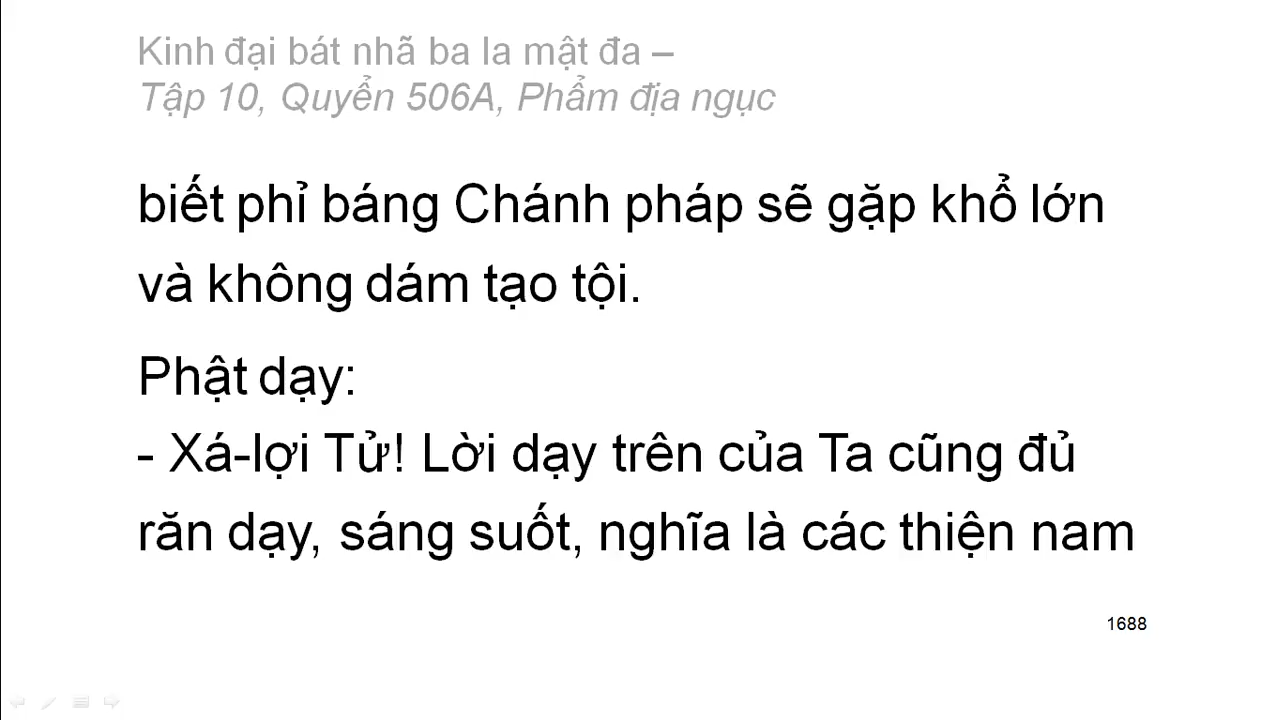 Kinh đại bát nhã ba la mật đa –
Tập 10, Quyển 506A, Phẩm địa ngục
biết phỉ báng Chánh pháp sẽ gặp khổ lớn
và không dám tạo tội.
Phật dạy:
- Xá-lợi Tử! Lời dạy trên của Ta cũng đủ
răn dạy, sáng suốt, nghĩa là các thiện nam
1688